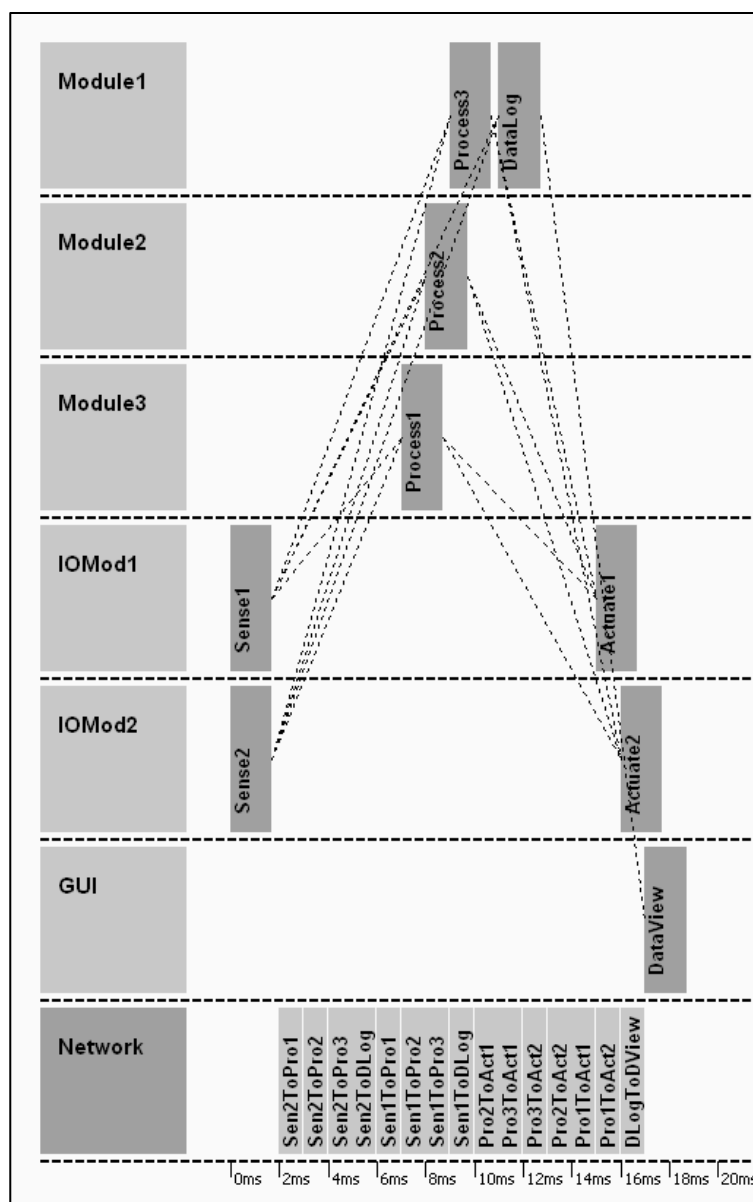 Module1
Process3
DataLog
Module2
Process2
Module3
Process1
IOMod1
Sense1
Actuate1
IOMod2
Sense2
Actuate2
GUI
DataView
Network
Sen2ToPro1
Sen2ToPro2
Sen2ToPro3
Sen2ToDLog
Sen1ToPro1
Sen1ToPro2
Sen1ToPro3
Sen1ToDLog
Pro2ToAct1
Pro3ToAct1
Pro3ToAct2
Pro2ToAct2
Pro1ToAct1
Pro1ToAct2
DLogToDView
0ms 2ms 4ms 6ms 8ms 10ms 12ms 14ms 16ms 18ms 20ms